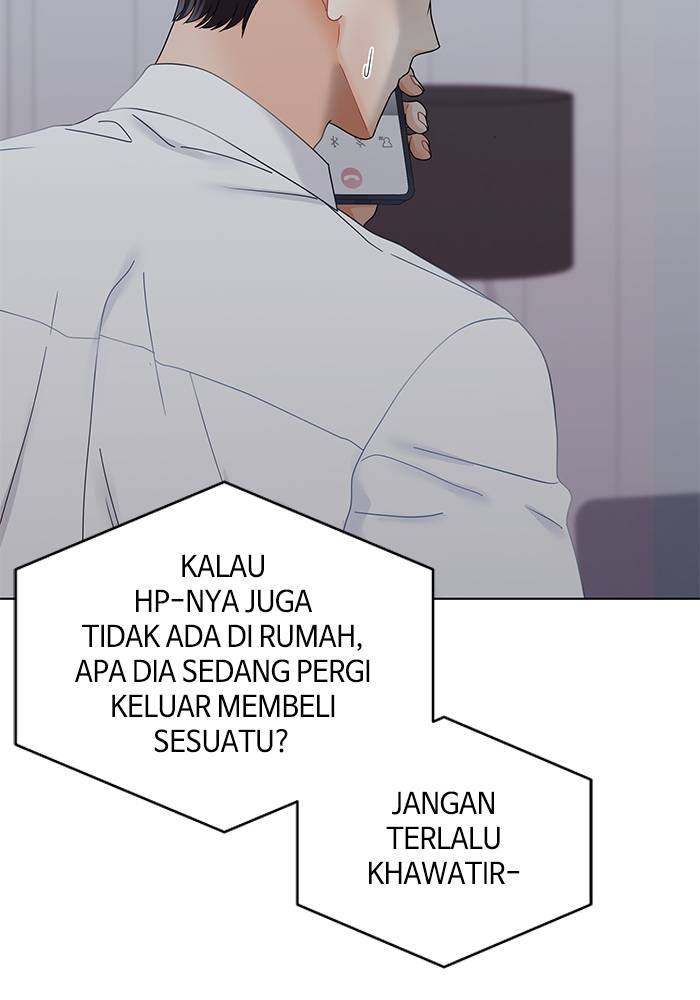 KALAU
HP-NYA JUGA
TIDAK ADA DI RUMAH,
APA DIA SEDANG PERGI
KELUAR MEMBELI
SESUATU?
JANGAN
TERLALU
KHAWATIR-